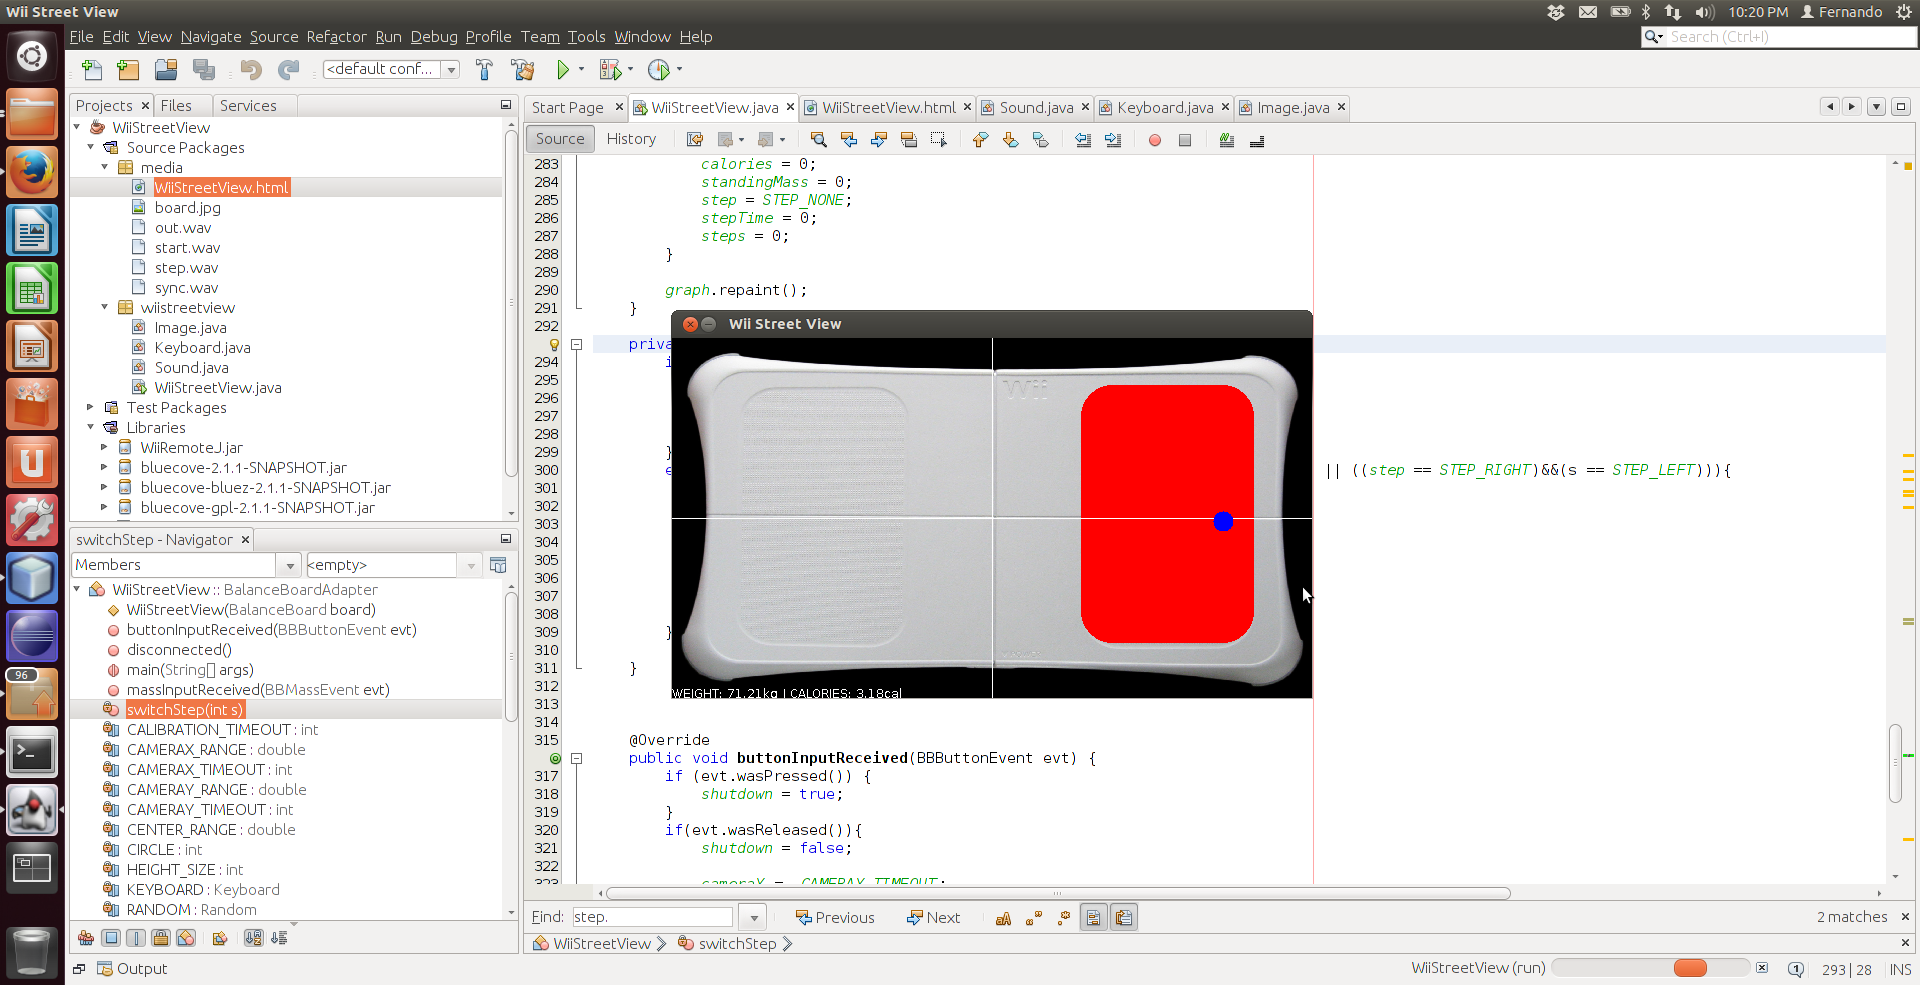 Wii Street View
10:20 PM Fernando
File Edit View Navigate Source Refactor Run Debug Profile Team Tools Window Help
Search (Ctrl+I)
<default conf...
Projects Files Services
WiiStreetView
Source Packages
media
WiiStreetView.html
board.jpg
out.wav
start.wav
step.wav
sync.wav
wiistreetview
Image.java
Keyboard.java
Sound.java
WiiStreetView.java
Test Packages
Libraries
WiiRemoteJ.jar
bluecove-2.1.1-SNAPSHOT.jar
bluecove-bluez-2.1.1-SNAPSHOT.jar
bluecove-gpl-2.1.1-SNAPSHOT.jar
switchStep - Navigator
Members <empty>
WiiStreetView :: BalanceBoardAdapter
WiiStreetView(BalanceBoard board)
buttonInputReceived(BBButtonEvent evt)
disconnected()
main(String[] args)
massInputReceived(BBMassEvent evt)
switchStep(int s)
CALIBRATION_TIMEOUT : int
CAMERAX_RANGE : double
CAMERAX_TIMEOUT : int
CAMERAY_RANGE : double
CAMERAY_TIMEOUT : int
CENTER_RANGE : double
CIRCLE : int
HEIGHT_SIZE : int
KEYBOARD : Keyboard
RANDOM : Random
96
Start Page WiiStreetView.java WiiStreetView.html Sound.java Keyboard.java Image.java
Source History
283 calories = 0;
284 standingMass = 0;
285 step = STEP_NONE;
286 stepTime = 0;
287 steps = 0;
288 }
289
290 graph.repaint();
291 }
292
priva
294 i
295
296
297
298
299 }
300 e || ((step == STEP_RIGHT)&&(s == STEP_LEFT))){
301
302
303
304
305
306
307
308
309 }
310
311 }
312
313
314
315 @Override
public void buttonInputReceived(BBButtonEvent evt) {
317 if (evt.wasPressed()) {
318 shutdown = true;
319 }
320 if(evt.wasReleased()){
321 shutdown = false;
322
323 cameraX = CAMERAX_TIMEOUT;
Wii Street View
Wii
WEIGHT: 71.21kg | CALORIES: 3.18cal
Find: step. Previous Next 2 matches
WiiStreetView switchStep
Output
WiiStreetView (run) 1 293 | 28 INS